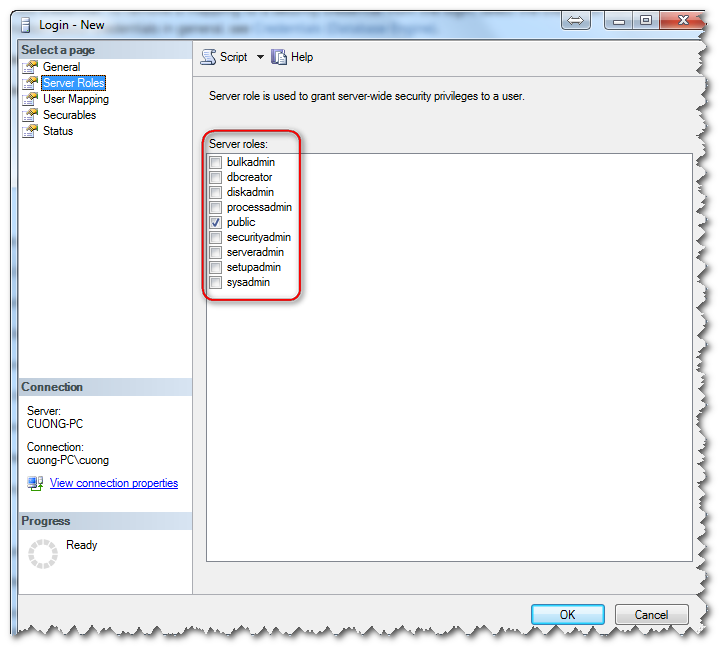 Login - New
Select a page
General
Server Roles
User Mapping
Securables
Status
Script
Help
Server role is used to grant server-wide security privileges to a user.
Server roles:
bulkadmin
dbcreator
diskadmin
processadmin
public
securityadmin
serveradmin
setupadmin
sysadmin
Connection
Server:
CUONG-PC
Connection:
cuong-PC\cuong
View connection properties
Progress
Ready
OK
Cancel